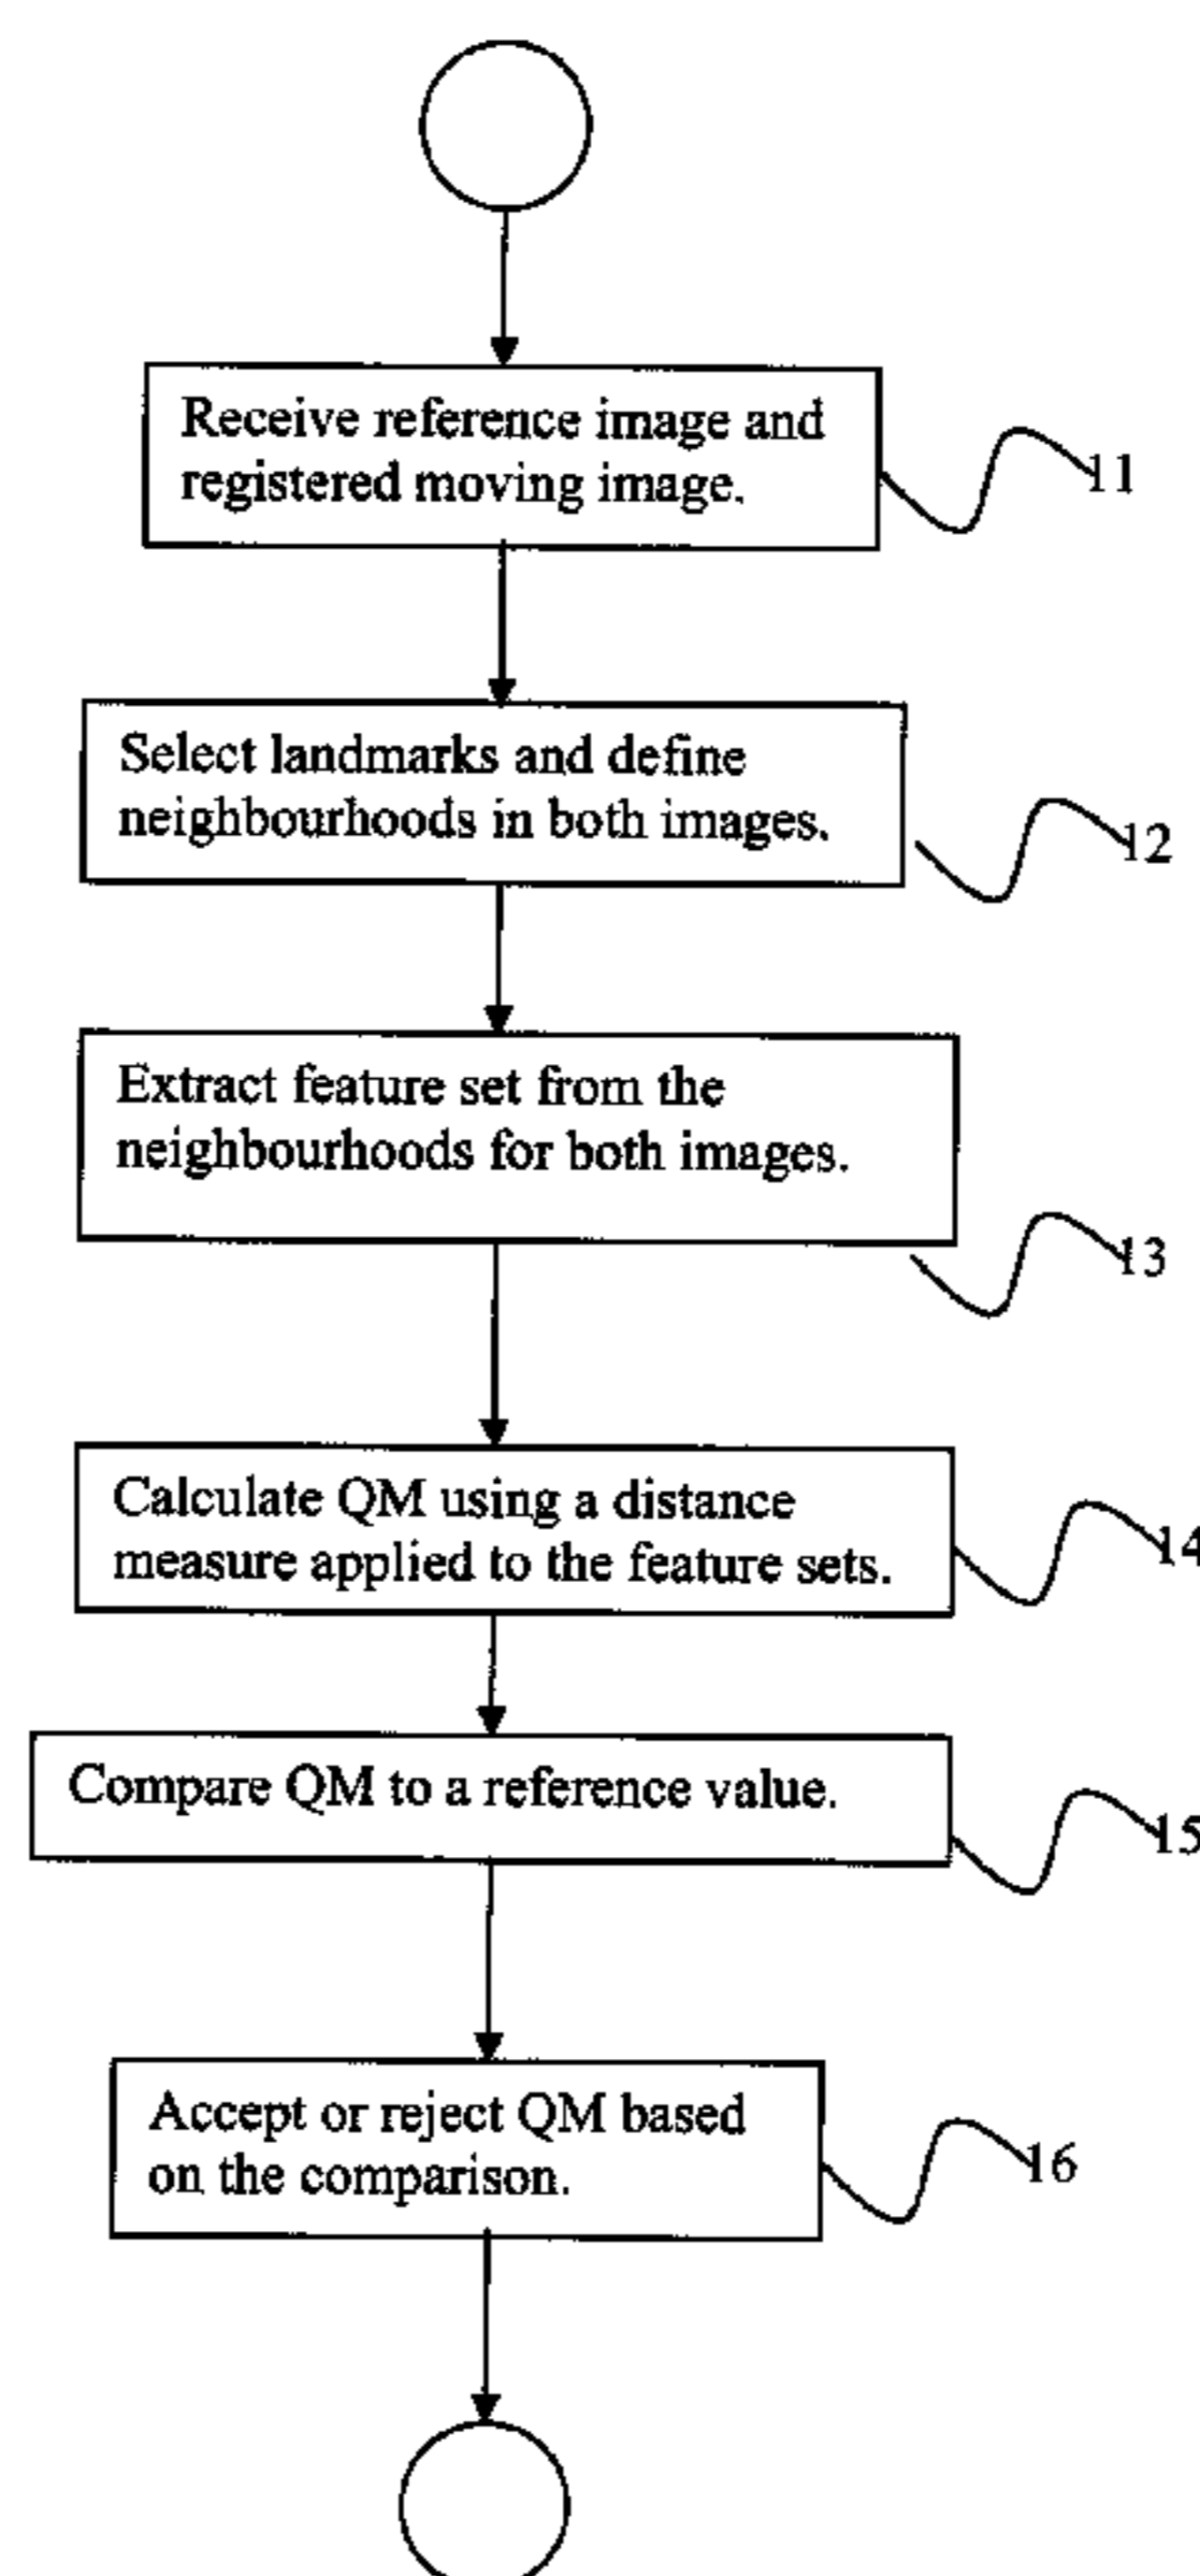 Receive reference image and
registered moving image.
11
Select landmarks and define
neighbourhoods in both images.
12
Extract feature set from the
neighbourhoods for both images.
13
Calculate QM using a distance
measure applied to the feature sets.
14
Compare QM to a reference value.
15
Accept or reject QM based
on the comparison.
16